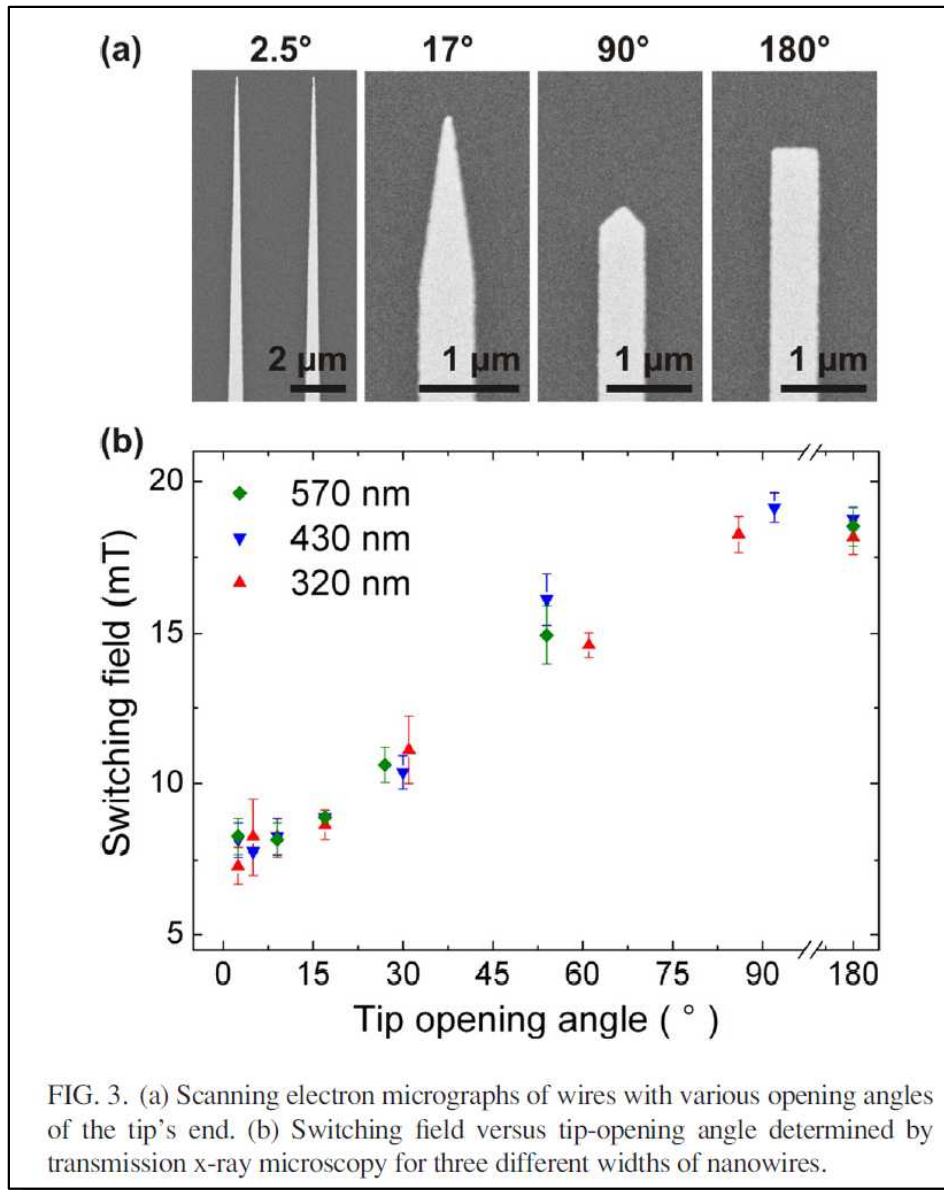 (a) 2.5° 17° 90° 180°
2 µm 1 µm 1 µm 1 µm
(b)
20
15
10
5
570 nm
430 nm
320 nm
Switching field (mT)
0 15 30 45 60 75 90 180
Tip opening angle ( ° )
FIG. 3. (a) Scanning electron micrographs of wires with various opening angles
of the tip's end. (b) Switching field versus tip-opening angle determined by
transmission x-ray microscopy for three different widths of nanowires.